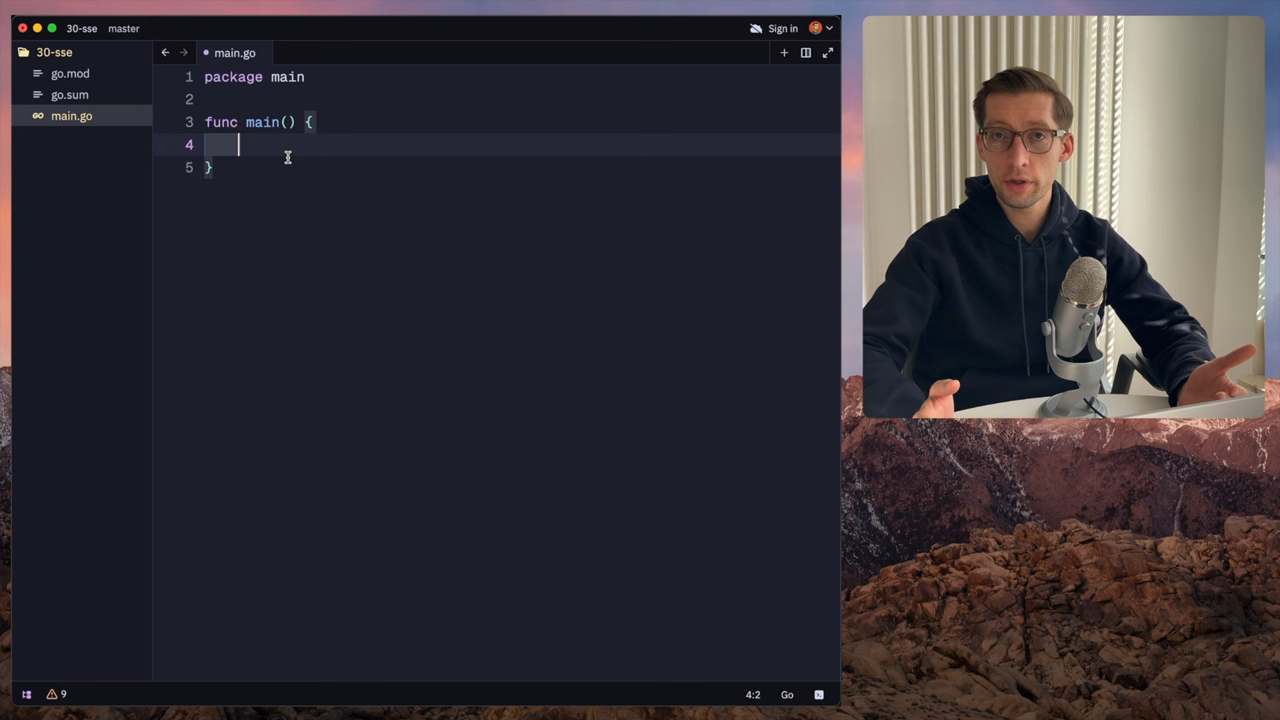 30-sse master
Sign in
30-sse
go.mod
go.sum
main.go
main.go
1 package main
2
3 func main() {
4
5 }
9
4:2 Go